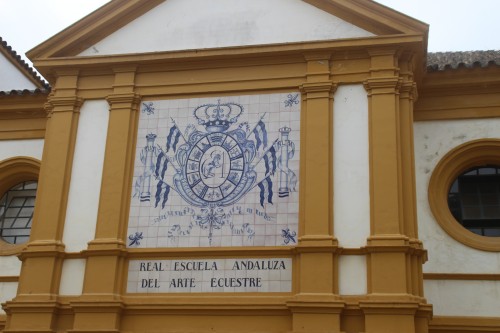 REAL ESCUELA ANDALUZA
DEL ARTE ECUESTRE